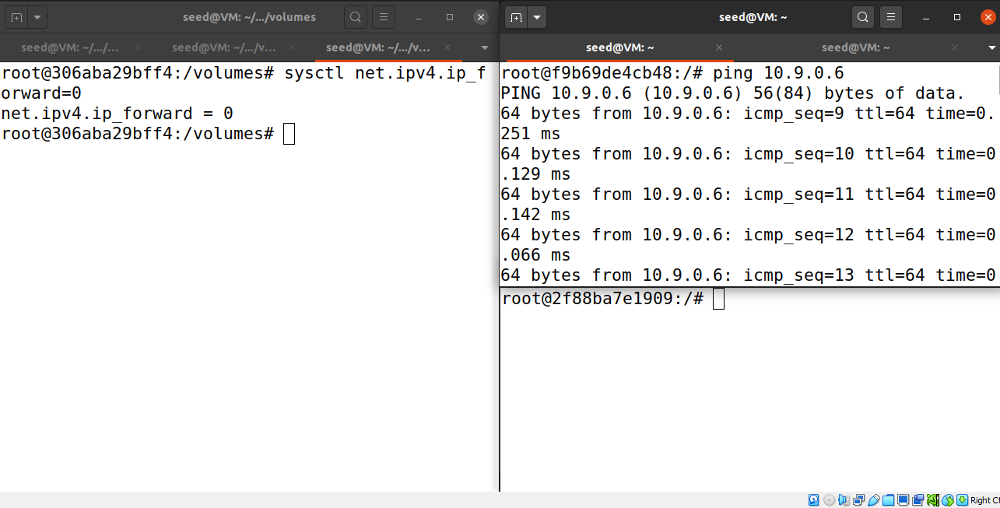 seed@VM: ~/.../volumes
seed@VM: ~/.../...
seed@VM: ~/.../v...
seed@VM: ~/.../v...
root@306aba29bff4:/volumes# sysctl net.ipv4.ip_f
orward=0
net.ipv4.ip_forward = 0
root@306aba29bff4:/volumes#
seed@VM: ~
seed@VM: ~
seed@VM: ~
root@f9b69de4cb48:/# ping 10.9.0.6
PING 10.9.0.6 (10.9.0.6) 56(84) bytes of data.
64 bytes from 10.9.0.6: icmp_seq=9 ttl=64 time=0.
251 ms
64 bytes from 10.9.0.6: icmp_seq=10 ttl=64 time=0
.129 ms
64 bytes from 10.9.0.6: icmp_seq=11 ttl=64 time=0
.142 ms
64 bytes from 10.9.0.6: icmp_seq=12 ttl=64 time=0
.066 ms
64 bytes from 10.9.0.6: icmp_seq=13 ttl=64 time=0
root@2f88ba7e1909:/#
Right Ct